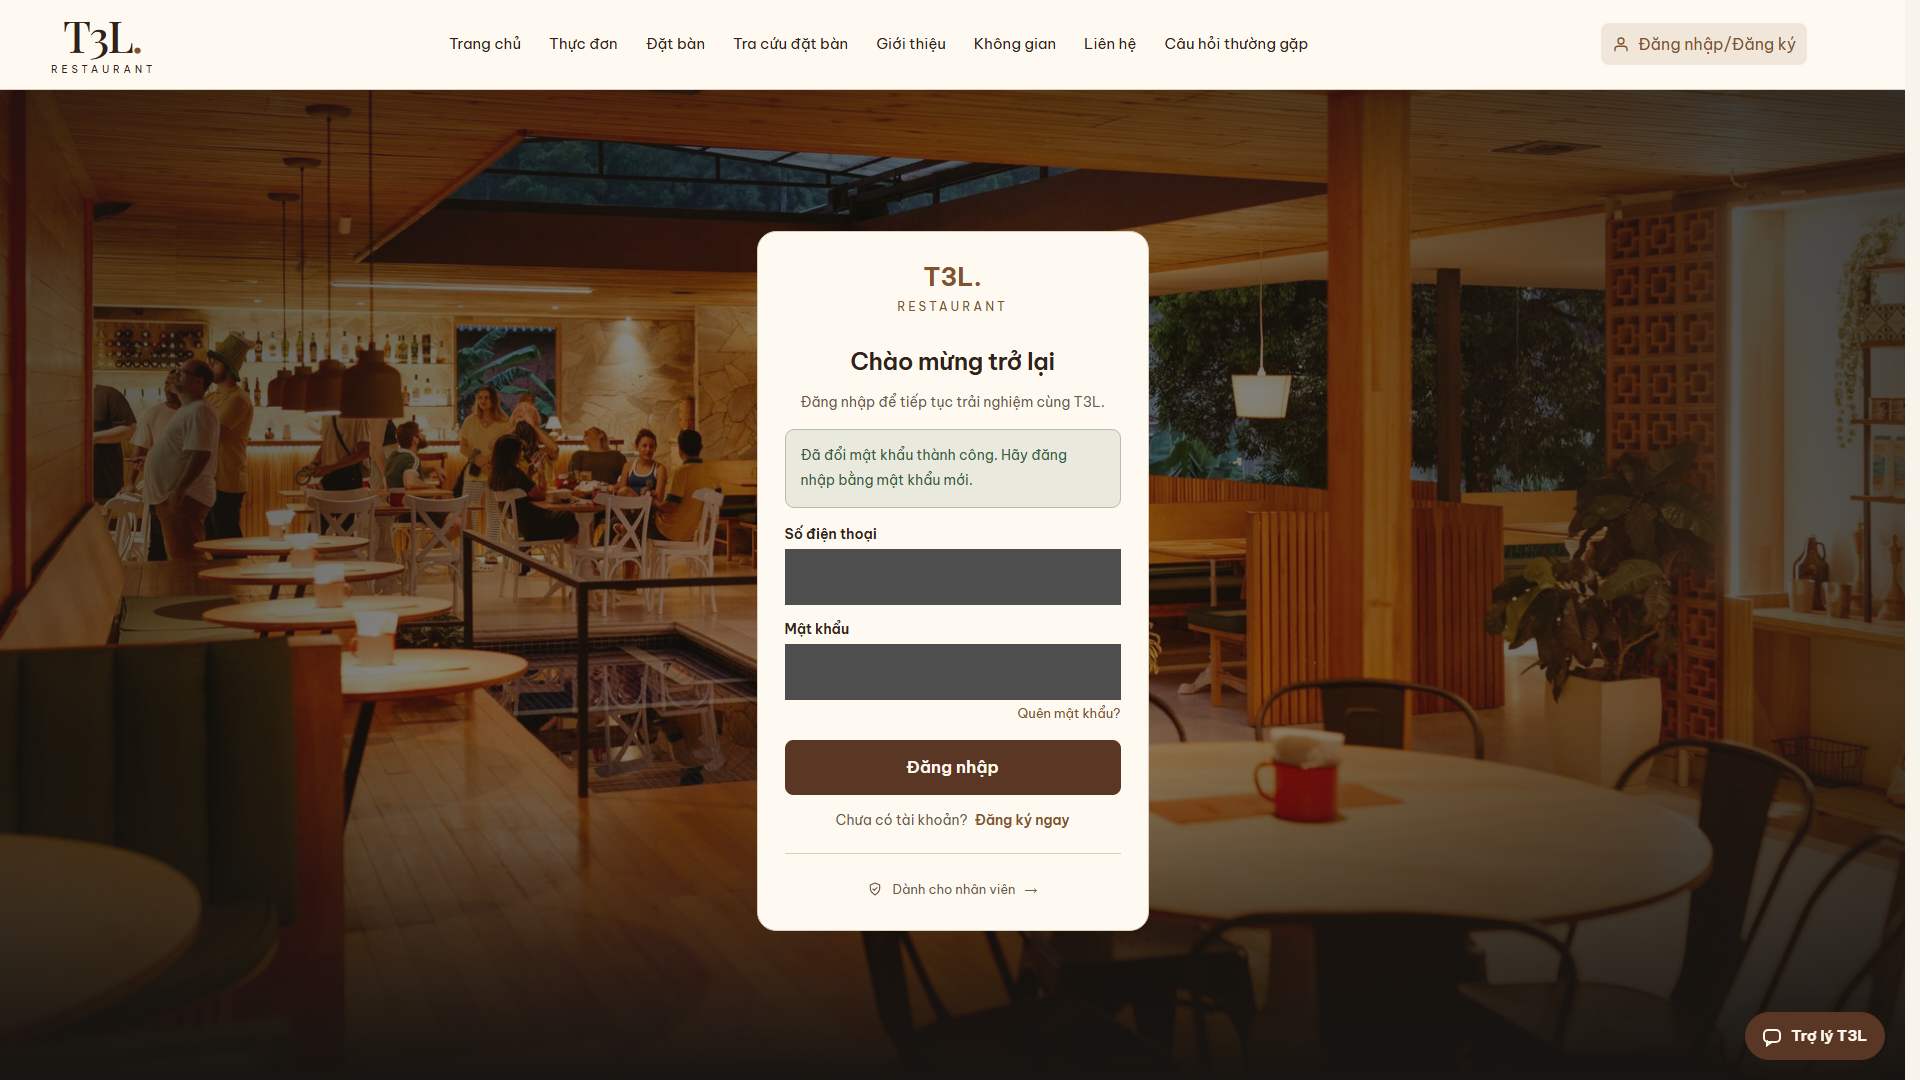 T3L.
RESTAURANT
Trang chủ
Thực đơn
Đặt bàn
Tra cứu đặt bàn
Giới thiệu
Không gian
Liên hệ
Câu hỏi thường gặp
Đăng nhập/Đăng ký
T3L.
RESTAURANT
Chào mừng trở lại
Đăng nhập để tiếp tục trải nghiệm cùng T3L.
Đã đổi mật khẩu thành công. Hãy đăng
nhập bằng mật khẩu mới.
Số điện thoại
Mật khẩu
Quên mật khẩu?
Đăng nhập
Chưa có tài khoản? Đăng ký ngay
Dành cho nhân viên →
Trợ lý T3L